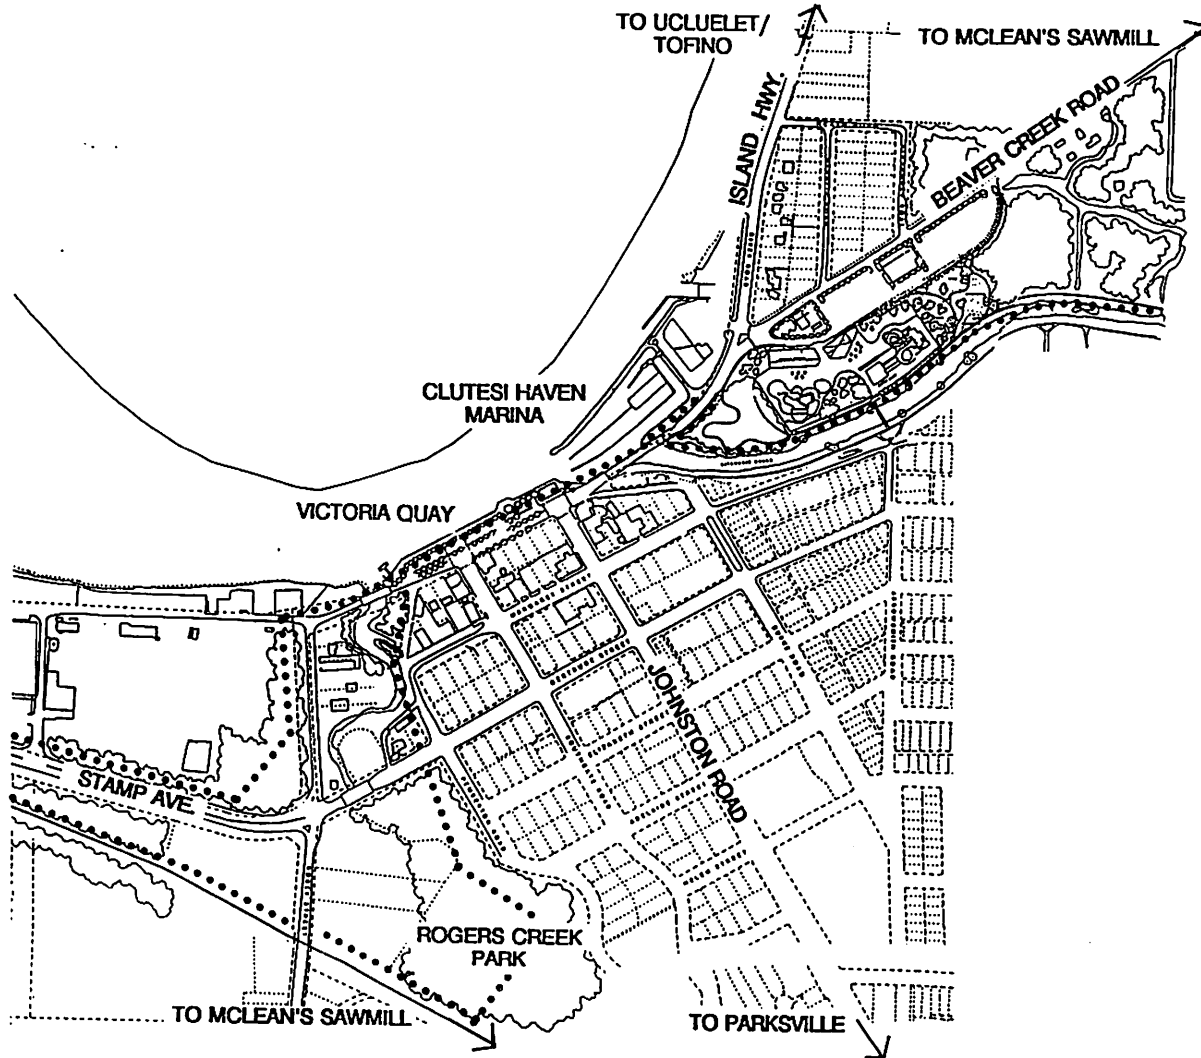 TO UCLUELET/
TOFINO
TO MCLEAN'S SAWMILL
ISLAND HWY.
BEAVER CREEK ROAD
CLUTESI HAVEN
MARINA
VICTORIA QUAY
JOHNSTON ROAD
STAMP AVE.
ROGERS CREEK
PARK
TO MCLEAN'S SAWMILL
TO PARKSVILLE